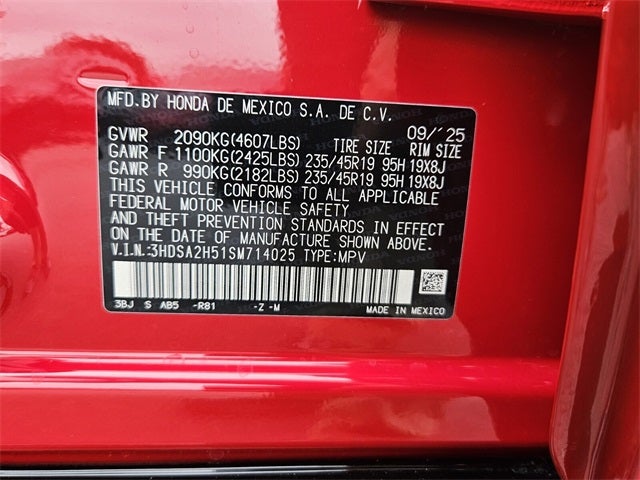 MFD.BY HONDA DE MEXICO S.A. DE C.V.
GVWR 2090KG(4607LBS) TIRE SIZE 09/´25 RIM SIZE
GAWR F 1100KG(2425LBS) 235/45R19 95H 19X8J
GAWR R 990KG(2182LBS) 235/45R19 95H 19X8J
THIS VEHICLE CONFORMS TO ALL APPLICABLE
FEDERAL MOTOR VEHICLE SAFETY
AND THEFT PREVENTION STANDARDS IN EFFECT
ON THE DATE OF MANUFACTURE SHOWN ABOVE.
V.I.N.:3HDSA2H51SM714025 TYPE:MPV
3BJ S AB5 -R81 -Z -M MADE IN MEXICO